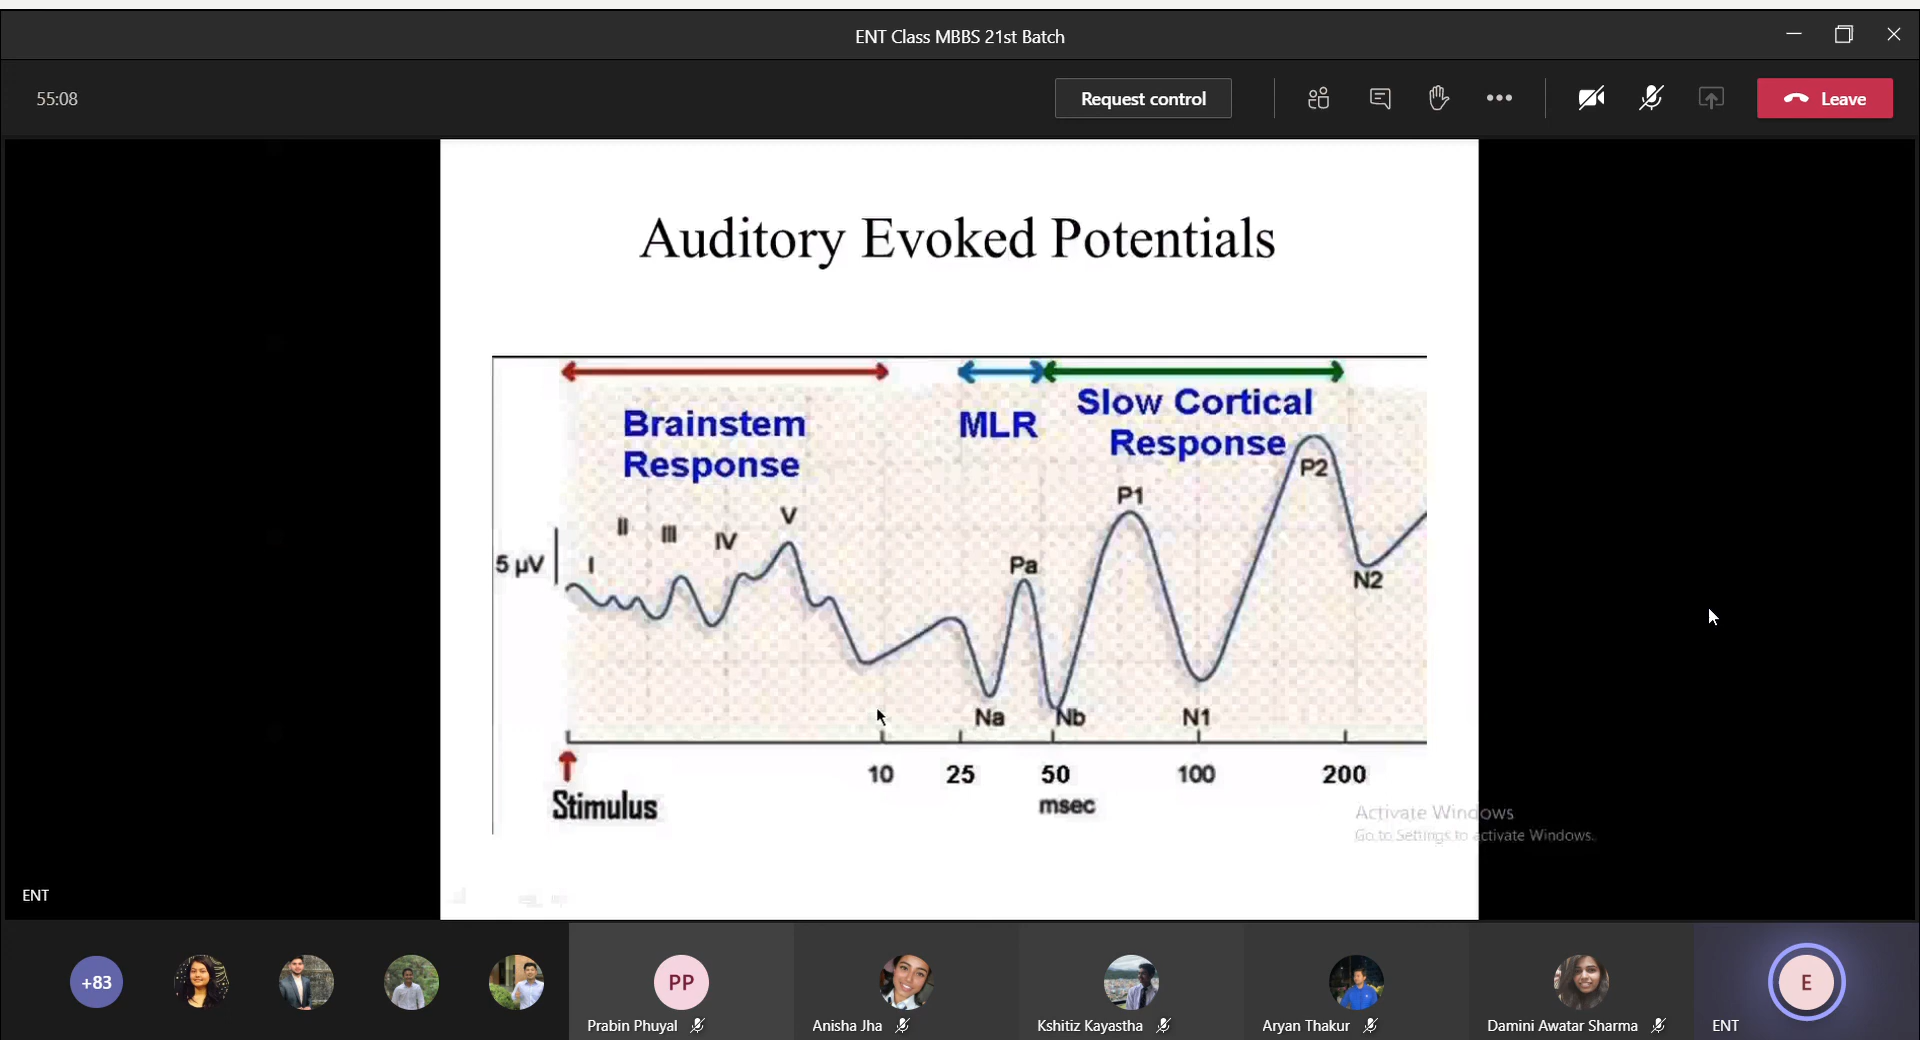 ENT Class MBBS 21st Batch
55:08
Request control
Leave
Auditory Evoked Potentials
Brainstem
Response
MLR
Slow Cortical
Response
5 µV
I
II
III
IV
V
Pa
P1
P2
Na
Nb
N1
N2
10 25 50 100 200
msec
Stimulus
Activate Windows
Go to Settings to activate Windows.
ENT
+83
PP
E
Prabin Phuyal
Anisha Jha
Kshitiz Kayastha
Aryan Thakur
Damini Awatar Sharma
ENT